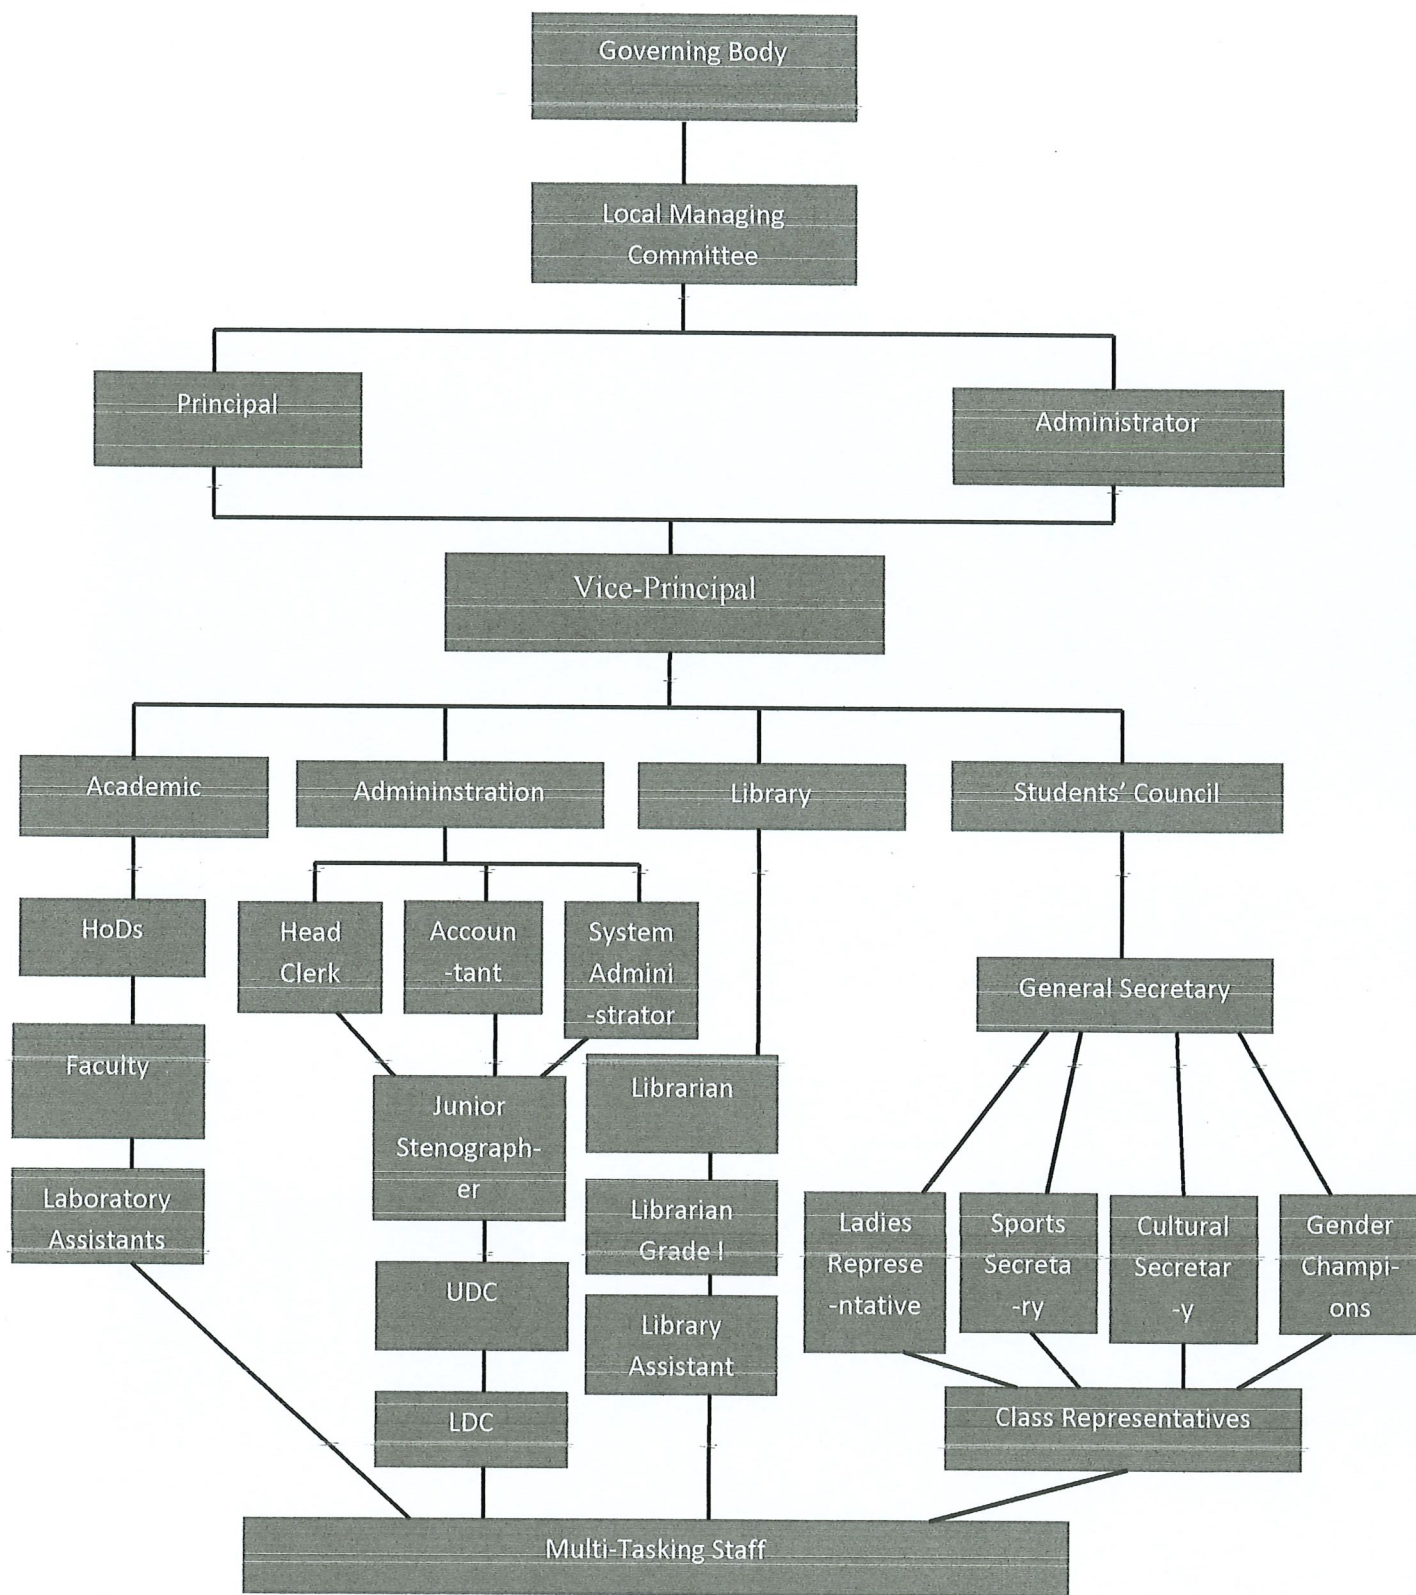 Governing Body
Local Managing
Committee
Principal
Administrator
Vice-Principal
Academic
Admininstration
Library
Students' Council
HoDs
Head
Clerk
Accoun
-tant
System
Admini
-strator
General Secretary
Faculty
Junior
Stenograph-
er
Librarian
Laboratory
Assistants
Librarian
Grade I
Ladies
Represe
-ntative
Sports
Secreta
-ry
Cultural
Secretar
-y
Gender
Champi-
ons
UDC
Library
Assistant
LDC
Class Representatives
Multi-Tasking Staff